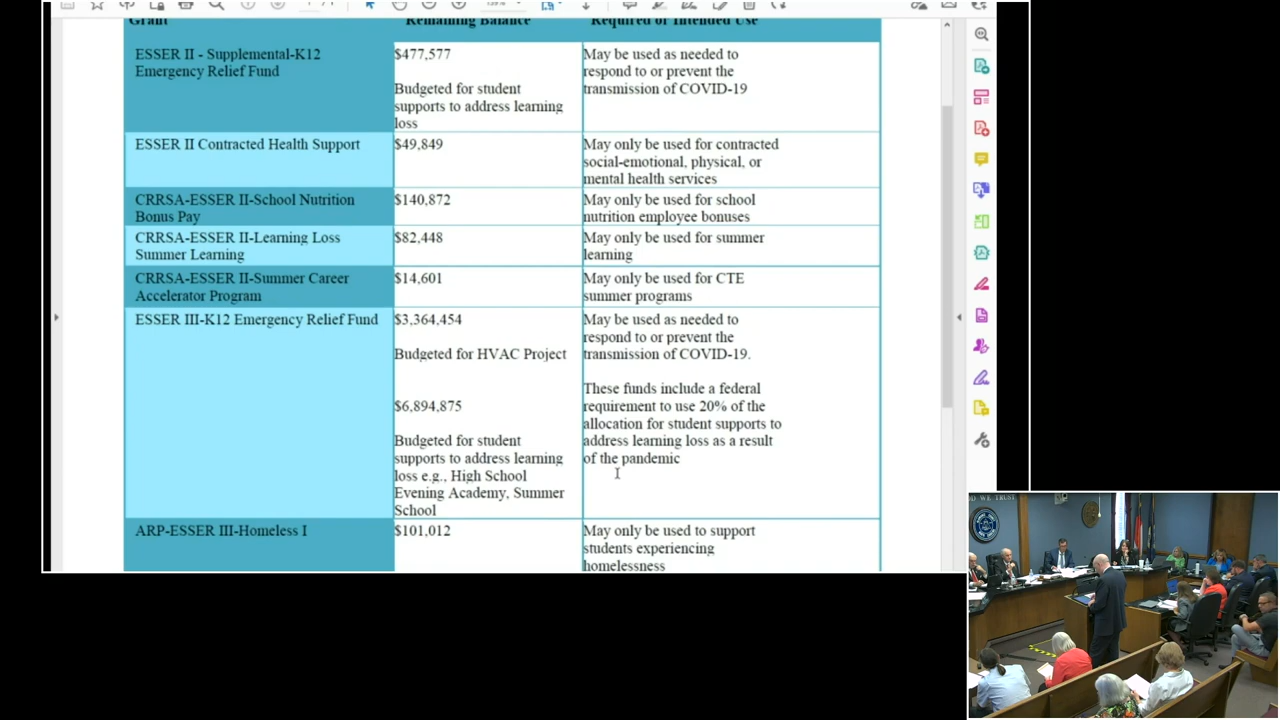 Grant Remaining Balance Required or Intended Use
ESSER II - Supplemental-K12
Emergency Relief Fund
$477,577
Budgeted for student
supports to address learning
loss
May be used as needed to
respond to or prevent the
transmission of COVID-19
ESSER II Contracted Health Support
$49,849
May only be used for contracted
social-emotional, physical, or
mental health services
CRRSA-ESSER II-School Nutrition
Bonus Pay
$140,872
May only be used for school
nutrition employee bonuses
CRRSA-ESSER II-Learning Loss
Summer Learning
$82,448
May only be used for summer
learning
CRRSA-ESSER II-Summer Career
Accelerator Program
$14,601
May only be used for CTE
summer programs
ESSER III-K12 Emergency Relief Fund
$3,364,454
Budgeted for HVAC Project
$6,894,875
Budgeted for student
supports to address learning
loss e.g., High School
Evening Academy, Summer
School
May be used as needed to
respond to or prevent the
transmission of COVID-19.
These funds include a federal
requirement to use 20% of the
allocation for student supports to
address learning loss as a result
of the pandemic
ARP-ESSER III-Homeless I
$101,012
May only be used to support
students experiencing
homelessness
WE TRUST